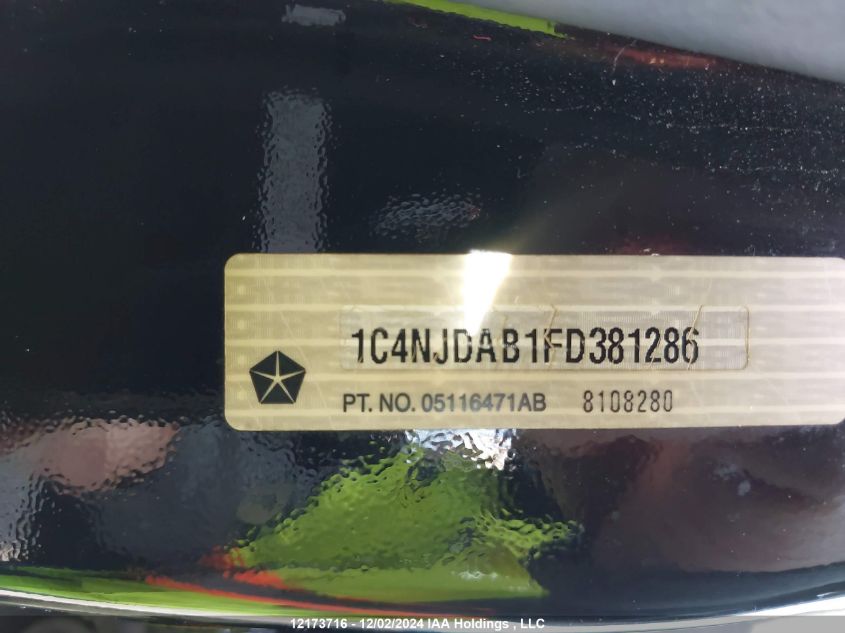 1C4NJDAB1FD381286
PT. NO. 05116471AB 8108280
12173716 - 12/02/2024 IAA Holdings , LLC